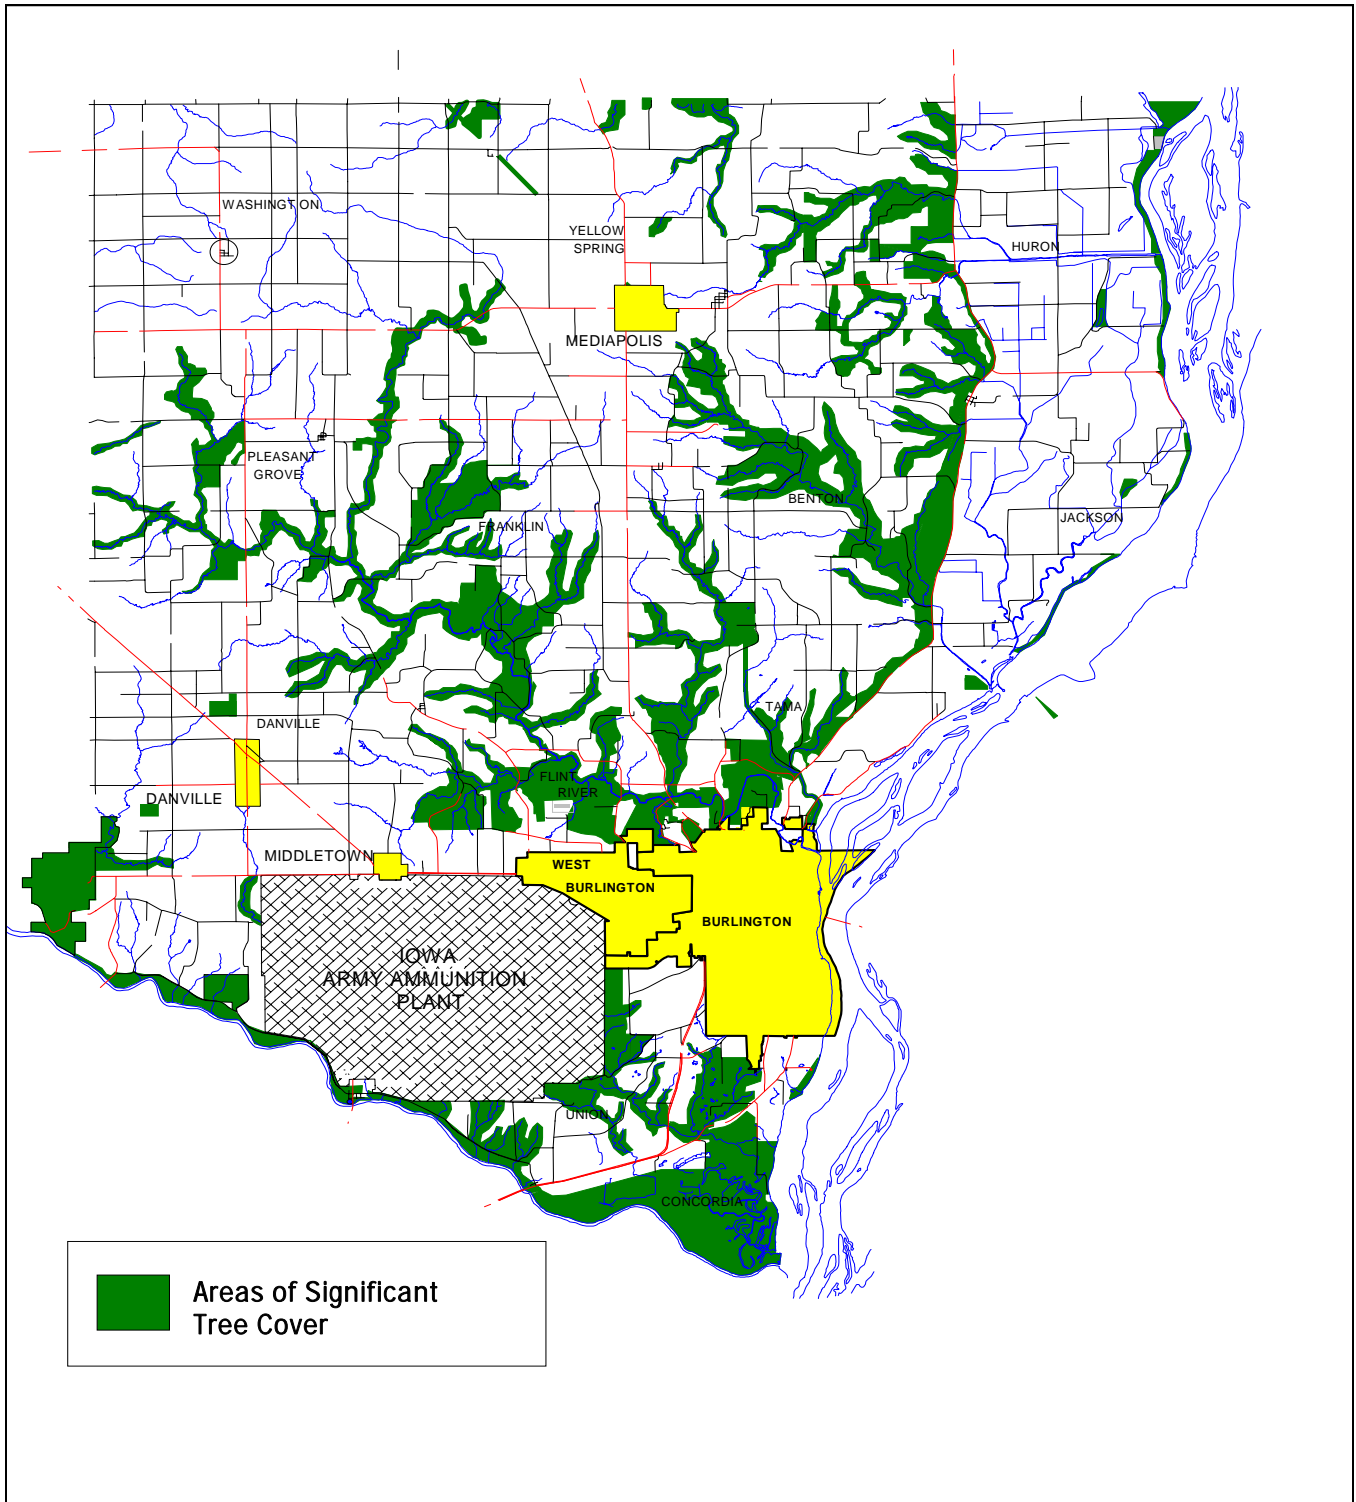 WASHINGTON
YELLOW
SPRING
HURON
MEDIAPOLIS
PLEASANT
GROVE
BENTON
FRANKLIN
JACKSON
TAMA
DANVILLE
FLINT
RIVER
DANVILLE
MIDDLETOWN
WEST
BURLINGTON
BURLINGTON
IOWA
ARMY AMMUNITION
PLANT
UNION
CONCORDIA
Areas of Significant
Tree Cover